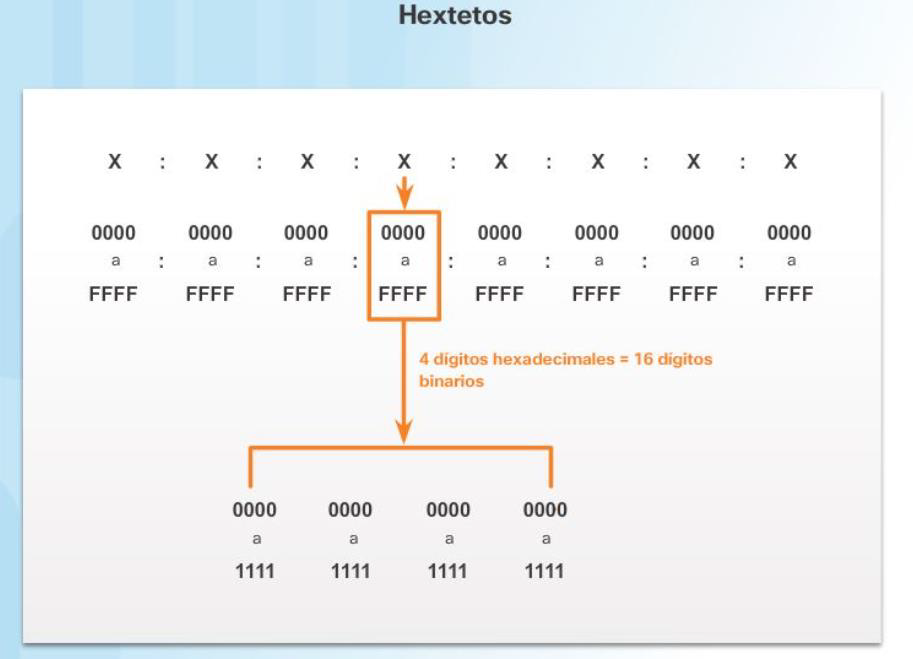 Hextetos
X : X : X : X : X : X : X : X
0000 0000 0000 0000 0000 0000 0000 0000
a : a : a : a : a : a : a : a
FFFF FFFF FFFF FFFF FFFF FFFF FFFF FFFF
4 dígitos hexadecimales = 16 dígitos
binarios
0000 0000 0000 0000
a a a a
1111 1111 1111 1111